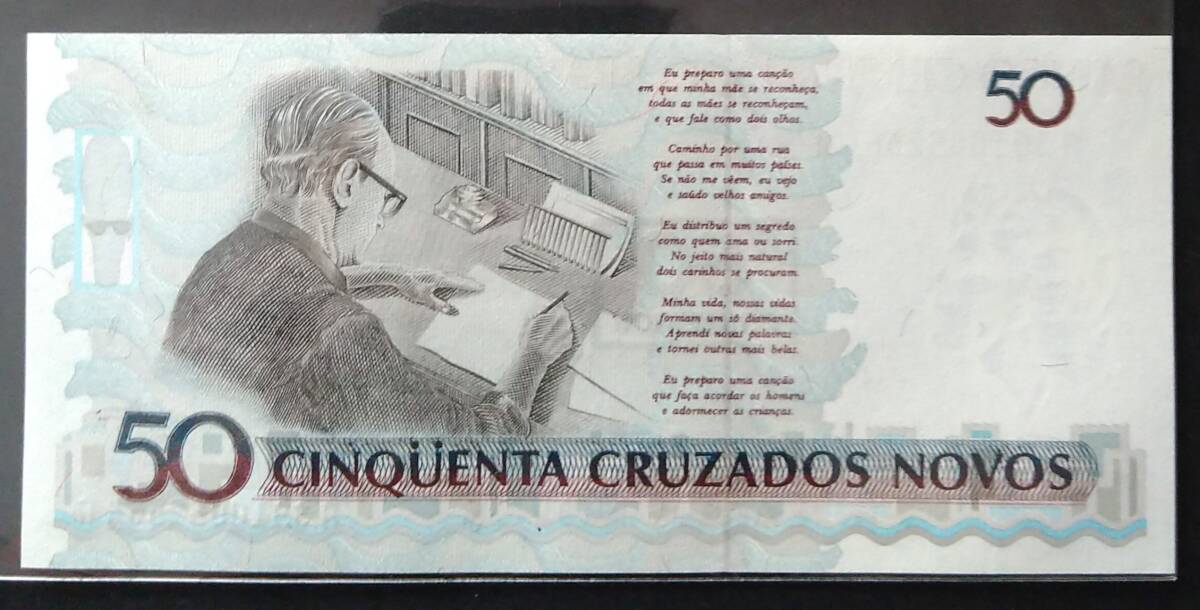 Eu preparo uma canção
em que minha mãe se reconheça,
todas as mães se reconheçam,
e que fale como dois olhos.
Caminho por uma rua
que passa em muitos países.
Se não me vêem, eu vejo
e saúdo velhos amigos.
Eu distribuo um segredo
como quem ama ou sorri.
No jeito mais natural
dois carinhos se procuram.
Minha vida, nossas vidas
formam um só diamante.
Aprendi novas palavras
e tornei outras mais belas.
Eu preparo uma canção
que faça acordar os homens
e adormecer as crianças.
50
50 CINQÜENTA CRUZADOS NOVOS